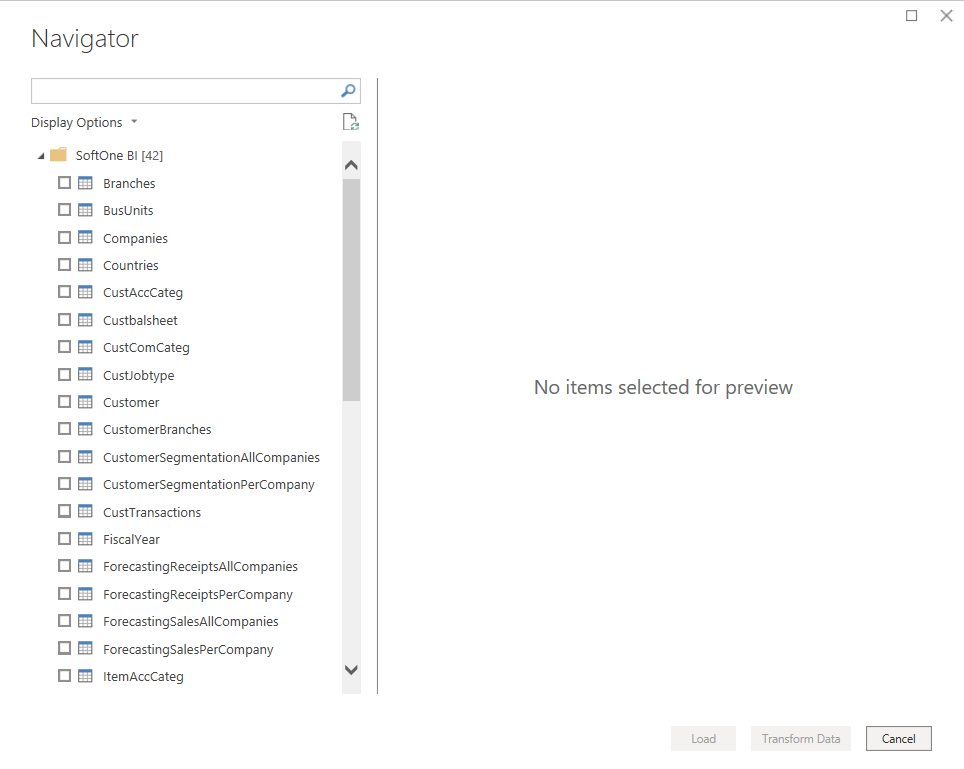 Navigator
Display Options
SoftOne BI [42]
Branches
BusUnits
Companies
Countries
CustAccCateg
Custbalsheet
CustComCateg
CustJobtype
Customer
CustomerBranches
CustomerSegmentationAllCompanies
CustomerSegmentationPerCompany
CustTransactions
FiscalYear
ForecastingReceiptsAllCompanies
ForecastingReceiptsPerCompany
ForecastingSalesAllCompanies
ForecastingSalesPerCompany
ItemAccCateg
No items selected for preview
Load Transform Data Cancel